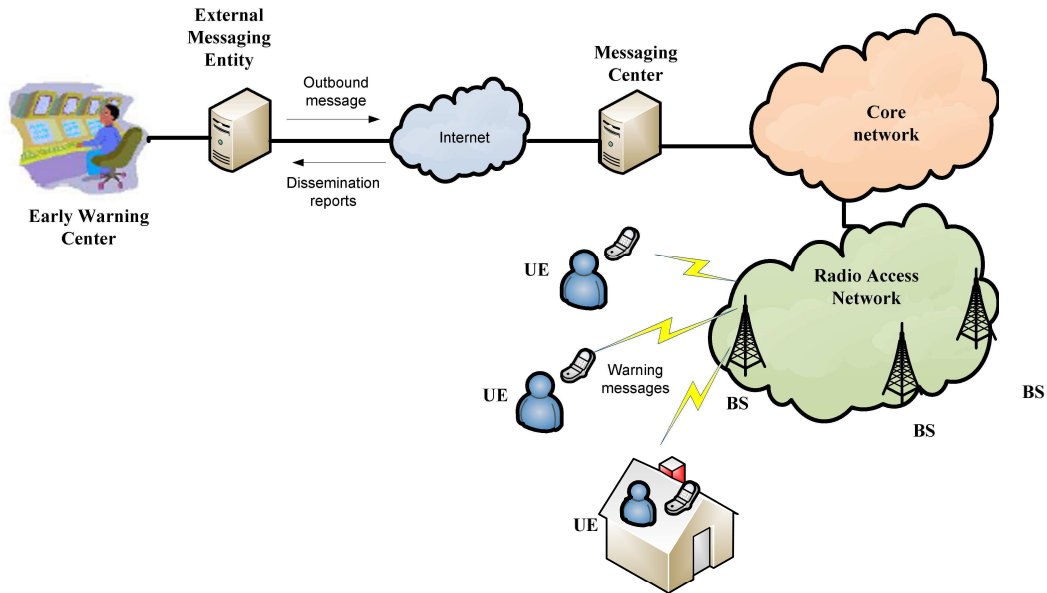 External
Messaging
Entity
Messaging
Center
Outbound
message
Core
network
Internet
Dissemination
reports
Early Warning
Center
UE
Radio Access
Network
Warning
messages
UE
BS
BS
BS
UE